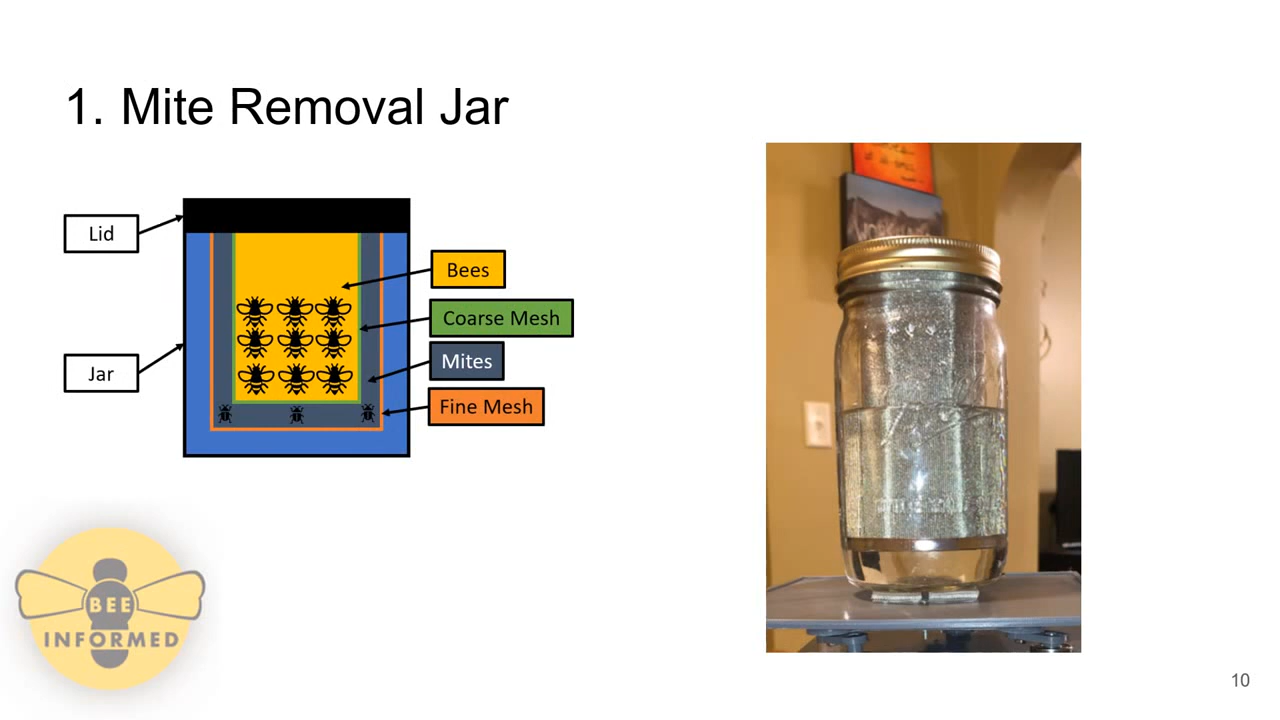 1. Mite Removal Jar
Lid
Bees
Coarse Mesh
Jar
Mites
Fine Mesh
BEE
INFORMED
10